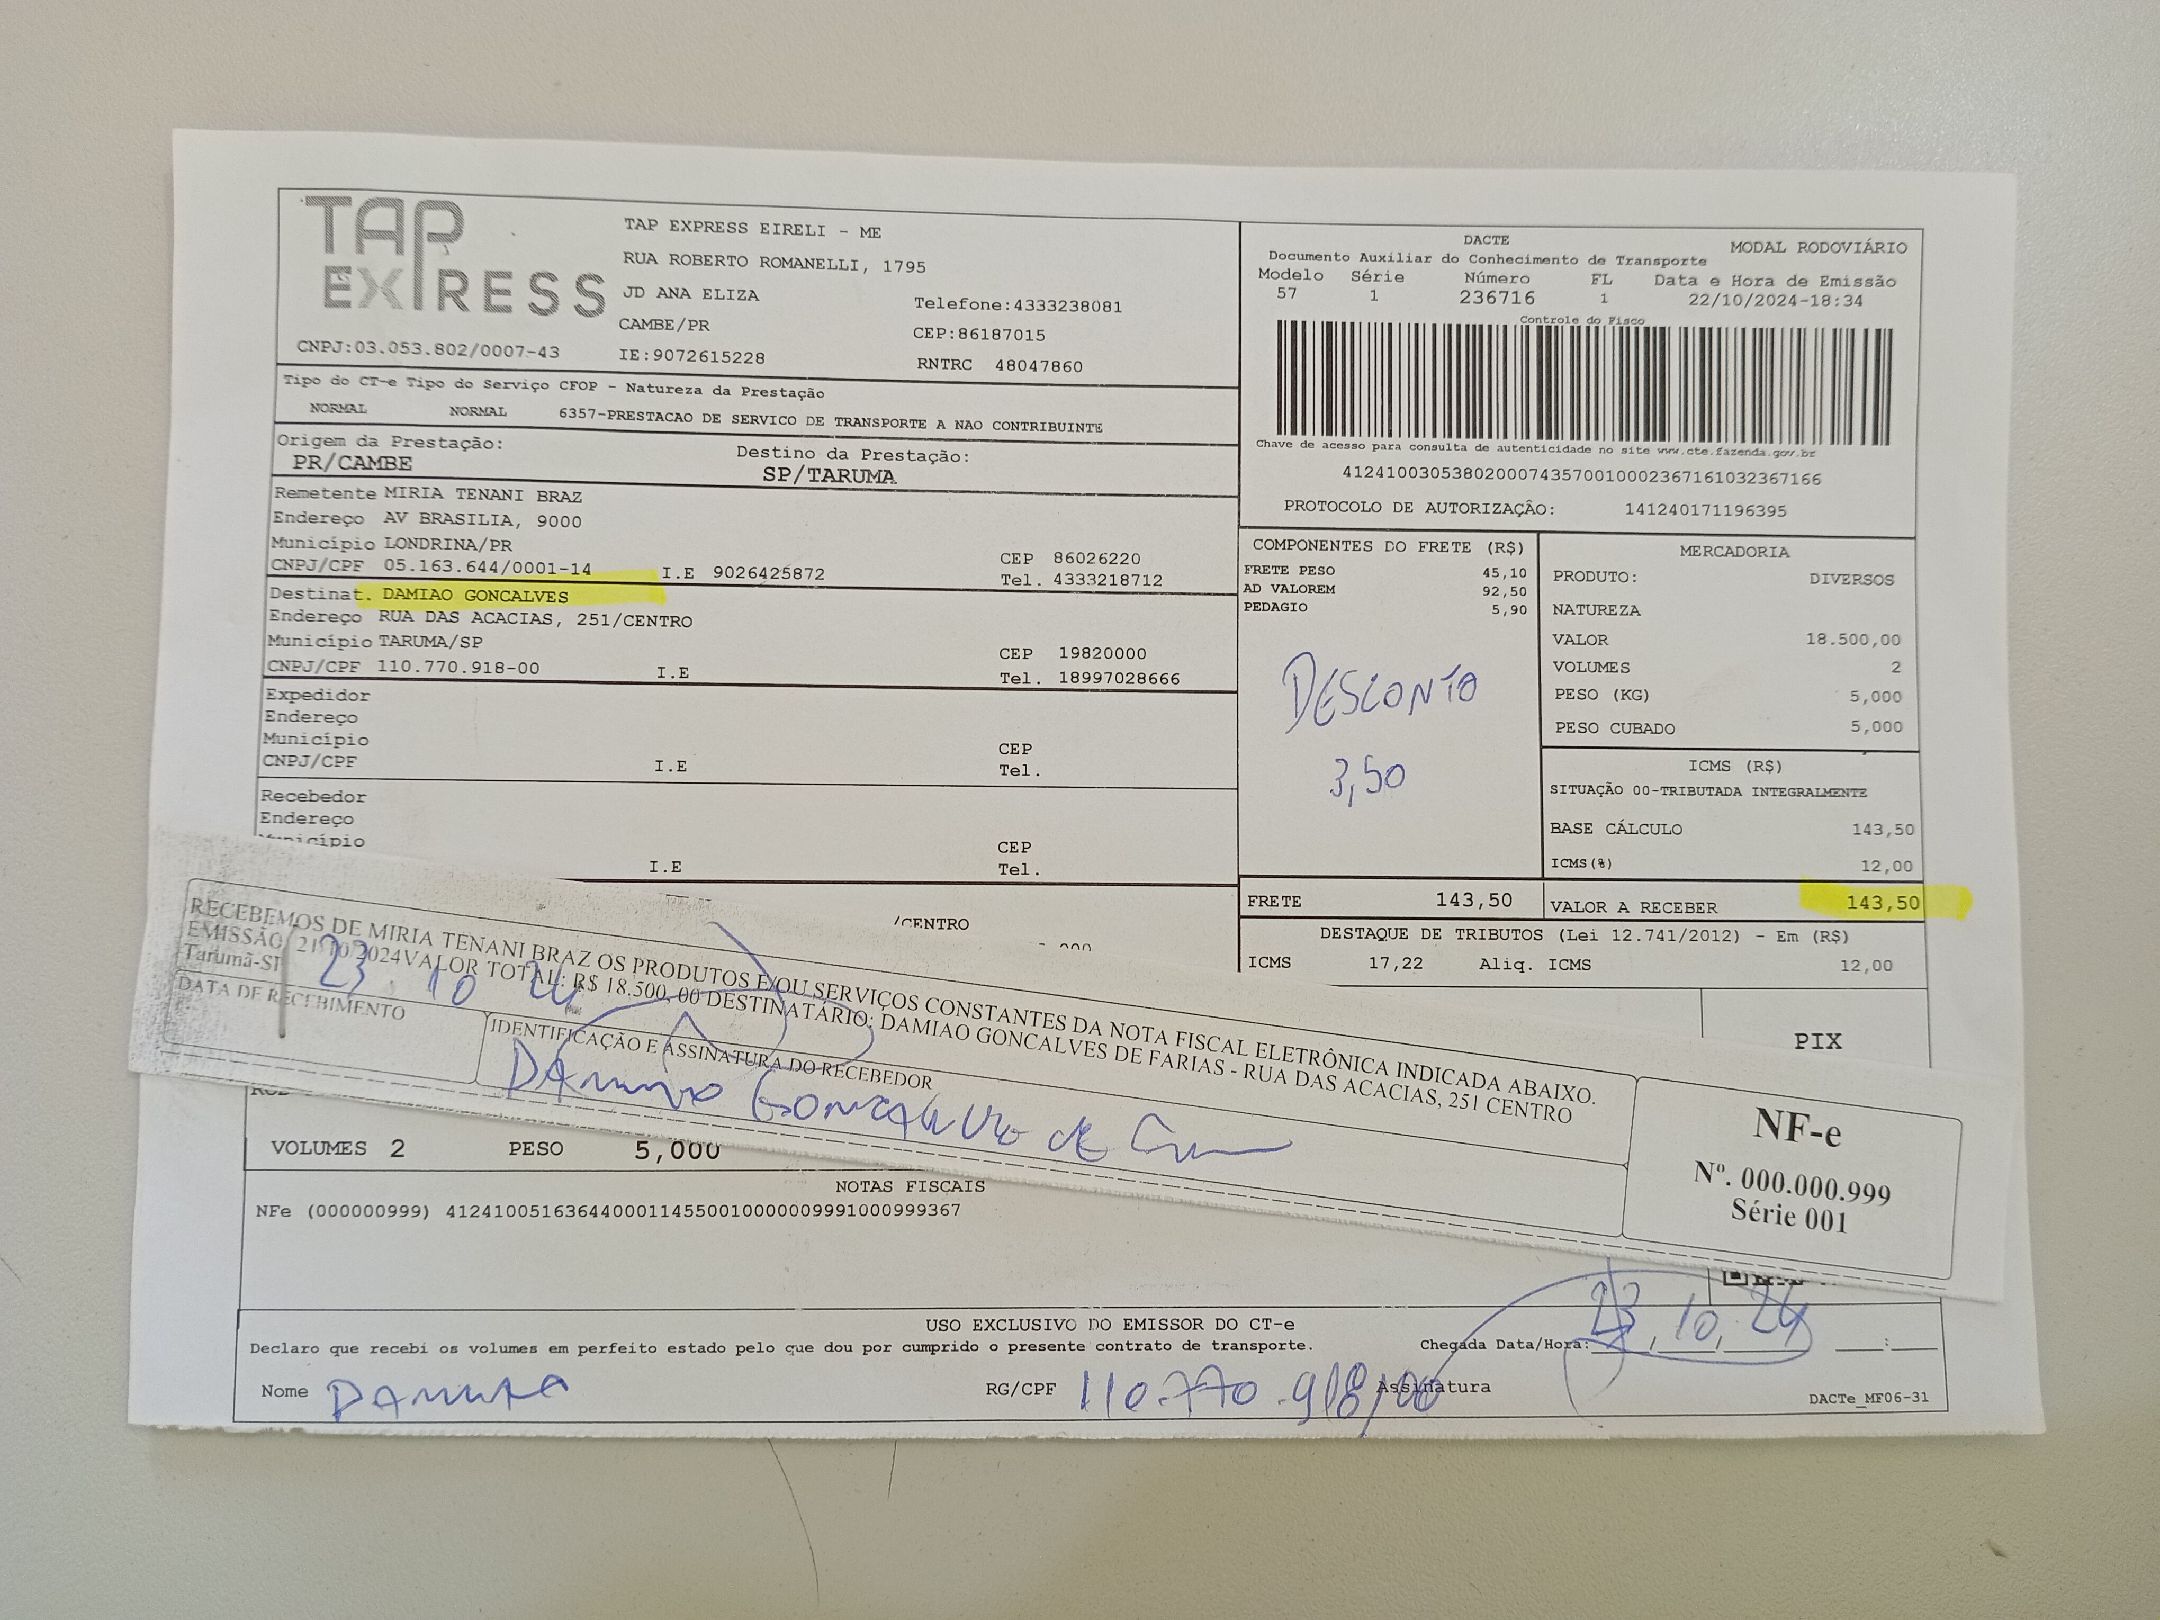 TAP EXPRESS
TAP EXPRESS EIRELI - ME
RUA ROBERTO ROMANELLI, 1795
JD ANA ELIZA
Telefone:4333238081
CAMBE/PR
CEP:86187015
CNPJ:03.053.802/0007-43
IE:9072615228
RNTRC 48047860
Tipo do CT-e Tipo do Serviço CFOP - Natureza da Prestação
NORMAL NORMAL 6357-PRESTACAO DE SERVICO DE TRANSPORTE A NAO CONTRIBUINTE
Origem da Prestação: Destino da Prestação:
PR/CAMBE SP/TARUMA
Remetente MIRIA TENANI BRAZ
Endereço AV BRASILIA, 9000
Município LONDRINA/PR CEP 86026220
CNPJ/CPF 05.163.644/0001-14 I.E 9026425872 Tel. 4333218712
Destinat. DAMIAO GONCALVES
Endereço RUA DAS ACACIAS, 251/CENTRO
Município TARUMA/SP CEP 19820000
CNPJ/CPF 110.770.918-00 I.E Tel. 18997028666
Expedidor
Endereço
Município CEP
CNPJ/CPF I.E Tel.
Recebedor
Endereço
Município CEP
I.E Tel.
/CENTRO
DACTE MODAL RODOVIÁRIO
Documento Auxiliar do Conhecimento de Transporte
Modelo Série Número FL Data e Hora de Emissão
57 1 236716 1 22/10/2024-18:34
Controle do Fisco
Chave de acesso para consulta de autenticidade no site www.cte.fazenda.gov.br
41241003053802000743570010002367161032367166
PROTOCOLO DE AUTORIZAÇÃO: 141240171196395
COMPONENTES DO FRETE (R$)
FRETE PESO 45,10
AD VALOREM 92,50
PEDAGIO 5,90
DESCONTO
3,50
MERCADORIA
PRODUTO: DIVERSOS
NATUREZA
VALOR 18.500,00
VOLUMES 2
PESO (KG) 5,000
PESO CUBADO 5,000
ICMS (R$)
SITUAÇÃO 00-TRIBUTADA INTEGRALMENTE
BASE CÁLCULO 143,50
ICMS(%) 12,00
FRETE 143,50 VALOR A RECEBER 143,50
DESTAQUE DE TRIBUTOS (Lei 12.741/2012) - Em (R$)
ICMS 17,22 Aliq. ICMS 12,00
PIX
RECEBEMOS DE MIRIA TENANI BRAZ OS PRODUTOS E/OU SERVIÇOS CONSTANTES DA NOTA FISCAL ELETRÔNICA INDICADA ABAIXO.
EMISSÃO: 21/10/2024 VALOR TOTAL: R$ 18.500,00 DESTINATÁRIO: DAMIAO GONCALVES DE FARIAS - RUA DAS ACACIAS, 251 CENTRO
Tarumã-SP
23 10 24
DATA DE RECEBIMENTO
IDENTIFICAÇÃO E ASSINATURA DO RECEBEDOR
NF-e
Nº. 000.000.999
Série 001
VOLUMES 2 PESO 5,000
NOTAS FISCAIS
NFe (000000999) 41241005163644000114550010000009991000999367
USO EXCLUSIVO DO EMISSOR DO CT-e
Declaro que recebi os volumes em perfeito estado pelo que dou por cumprido o presente contrato de transporte. Chegada Data/Hora: 23,10,24 :
Nome RG/CPF 110.770.918/00 Assinatura
DACTe_MF06-31